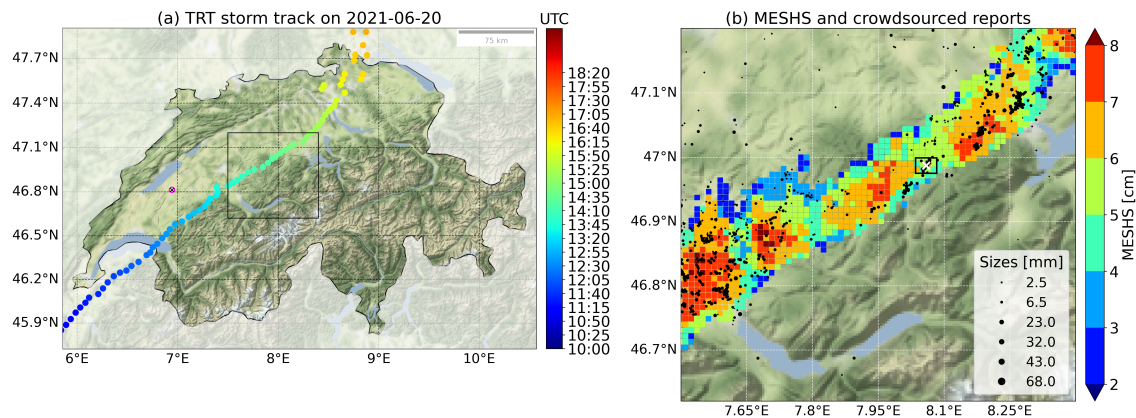 (a) TRT storm track on 2021-06-20
UTC
(b) MESHS and crowdsourced reports
75 km
47.7°N
47.4°N
47.1°N
46.8°N
46.5°N
46.2°N
45.9°N
6°E
7°E
8°E
9°E
10°E
18:20
17:55
17:30
17:05
16:40
16:15
15:50
15:25
15:00
14:35
14:10
13:45
13:20
12:55
12:30
12:05
11:40
11:15
10:50
10:25
10:00
47.1°N
47°N
46.9°N
46.8°N
46.7°N
7.65°E
7.8°E
7.95°E
8.1°E
8.25°E
Sizes [mm]
2.5
6.5
23.0
32.0
43.0
68.0
8
7
6
5
4
3
2
MESHS [cm]